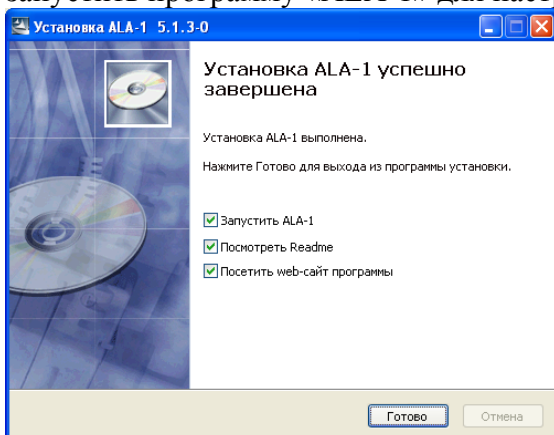 запустить программу «ALA-1» для наст
Установка ALA-1 5.1.3-0
Установка ALA-1 успешно
завершена
Установка ALA-1 выполнена.
Нажмите Готово для выхода из программы установки.
Запустить ALA-1
Посмотреть Readme
Посетить web-сайт программы
Готово
Отмена